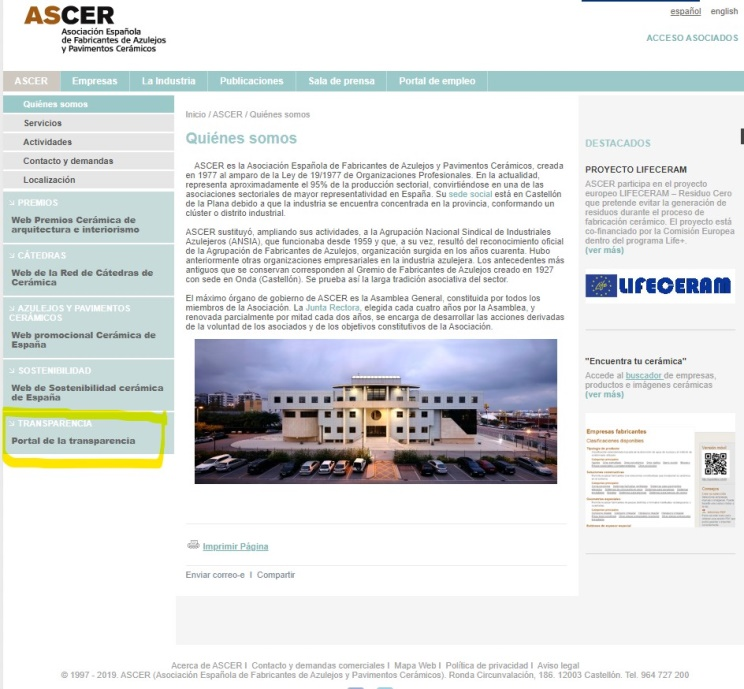 ASCER
Asociación Española
de Fabricantes de Azulejos
y Pavimentos Cerámicos
español english
ACCESO ASOCIADOS
ASCER Empresas La Industria Publicaciones Sala de prensa Portal de empleo
Quiénes somos
Servicios
Actividades
Contacto y demandas
Localización
PREMIOS
Web Premios Cerámica de
arquitectura e interiorismo
CÁTEDRAS
Web de la Red de Cátedras de
Cerámica
AZULEJOS Y PAVIMENTOS
CERÁMICOS
Web promocional Cerámica de
España
SOSTENIBILIDAD
Web de Sostenibilidad cerámica
de España
TRANSPARENCIA
Portal de la transparencia
Inicio / ASCER / Quiénes somos
Quiénes somos
ASCER es la Asociación Española de Fabricantes de Azulejos y Pavimentos Cerámicos, creada
en 1977 al amparo de la Ley de 19/1977 de Organizaciones Profesionales. En la actualidad,
representa aproximadamente el 95% de la producción sectorial, convirtiéndose en una de las
asociaciones sectoriales de mayor representatividad en España. Su sede social está en Castellón
de la Plana debido a que la industria se encuentra concentrada en la provincia, conformando un
clúster o distrito industrial.
ASCER sustituyó, ampliando sus actividades, a la Agrupación Nacional Sindical de Industriales
Azulejeros (ANSIA), que funcionaba desde 1959 y que, a su vez, resultó del reconocimiento oficial
de la Agrupación de Fabricantes de Azulejos, organización surgida en los años cuarenta. Hubo
anteriormente otras organizaciones empresariales en la industria azulejera. Los antecedentes más
antiguos que se conservan corresponden al Gremio de Fabricantes de Azulejos creado en 1927
con sede en Onda (Castellón). Se prueba así la larga tradición asociativa del sector.
El máximo órgano de gobierno de ASCER es la Asamblea General, constituida por todos los
miembros de la Asociación. La Junta Rectora, elegida cada cuatro años por la Asamblea, y
renovada parcialmente por mitad cada dos años, se encarga de desarrollar las acciones derivadas
de la voluntad de los asociados y de los objetivos constitutivos de la Asociación.
Imprimir Página
Enviar correo-e I Compartir
DESTACADOS
PROYECTO LIFECERAM
ASCER participa en el proyecto
europeo LIFECERAM – Residuo Cero
que pretende evitar la generación de
residuos durante el proceso de
fabricación cerámico. El proyecto está
co-financiado por la Comisión Europea
dentro del programa Life+.
(ver más)
LIFECERAM
"Encuentra tu cerámica"
Accede al buscador de empresas,
productos e imágenes cerámicas
(ver más)
Empresas fabricantes
Clasificaciones disponibles
Acerca de ASCER I Contacto y demandas comerciales I Mapa Web I Política de privacidad I Aviso legal
© 1997 - 2019. ASCER (Asociación Española de Fabricantes de Azulejos y Pavimentos Cerámicos). Ronda Circunvalación, 186. 12003 Castellón. Tel. 964 727 200